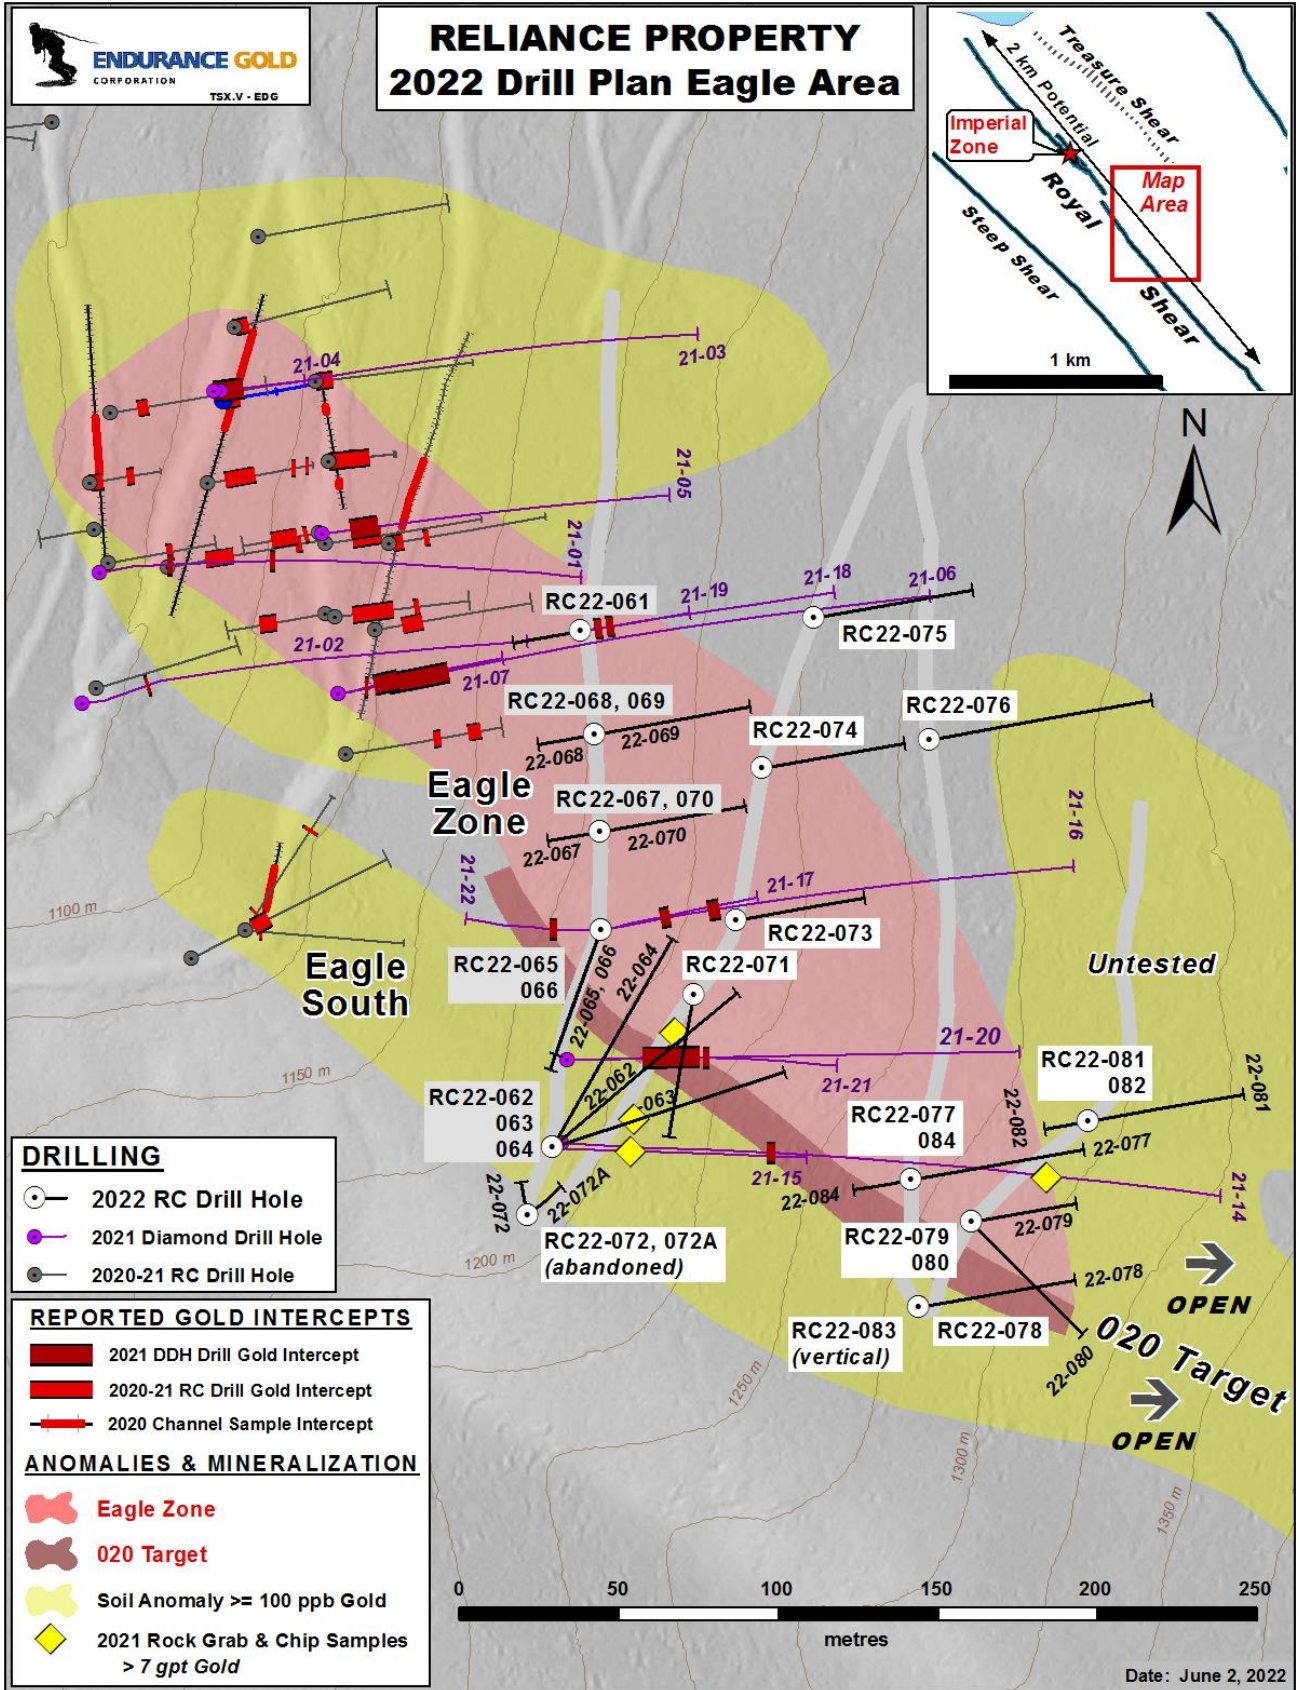 ENDURANCE GOLD
CORPORATION
TSX.V - EDG
RELIANCE PROPERTY
2022 Drill Plan Eagle Area
Treasure Shear
2 km Potential
Imperial
Zone
Royal
Shear
Steep Shear
Map
Area
1 km
N
21-04
21-03
21-05
21-01
21-18
21-06
21-19
RC22-061
RC22-075
21-02
21-07
RC22-068, 069
22-069
22-068
RC22-074
RC22-076
Eagle
Zone
RC22-067, 070
22-067
22-070
21-16
21-22
21-17
RC22-073
1100 m
Eagle
South
RC22-065
066
22-065, 066
22-064
RC22-071
Untested
21-20
21-21
1150 m
RC22-062
063
064
22-062
-063
RC22-081
082
22-081
22-082
RC22-077
084
22-077
22-084
21-15
21-14
22-072
22-072A
RC22-072, 072A
(abandoned)
1200 m
RC22-079
080
22-079
22-078
RC22-083
(vertical)
RC22-078
22-080
OPEN
020 Target
OPEN
1250 m
1300 m
1350 m
DRILLING
2022 RC Drill Hole
2021 Diamond Drill Hole
2020-21 RC Drill Hole
REPORTED GOLD INTERCEPTS
2021 DDH Drill Gold Intercept
2020-21 RC Drill Gold Intercept
2020 Channel Sample Intercept
ANOMALIES & MINERALIZATION
Eagle Zone
020 Target
Soil Anomaly >= 100 ppb Gold
2021 Rock Grab & Chip Samples
> 7 gpt Gold
0 50 100 150 200 250
metres
Date: June 2, 2022